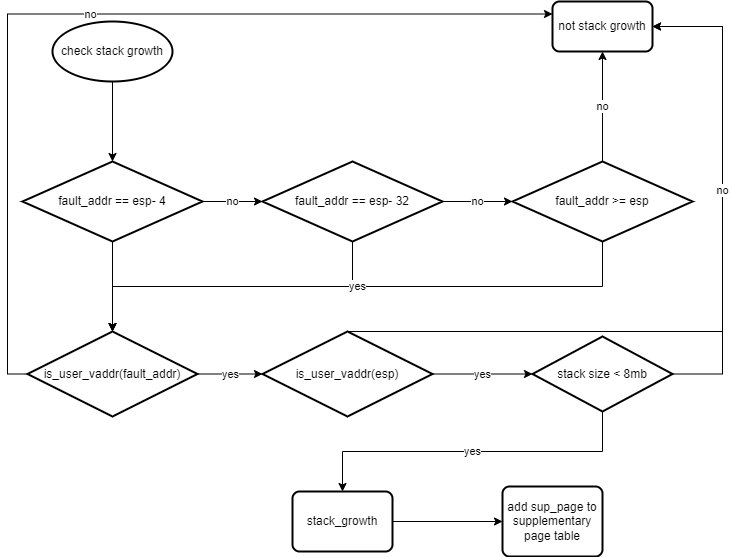 no
not stack growth
check stack growth
no
fault_addr == esp- 4
no
fault_addr == esp- 32
no
fault_addr >= esp
no
yes
is_user_vaddr(fault_addr)
yes
is_user_vaddr(esp)
yes
stack size < 8mb
yes
stack_growth
add sup_page to
supplementary
page table